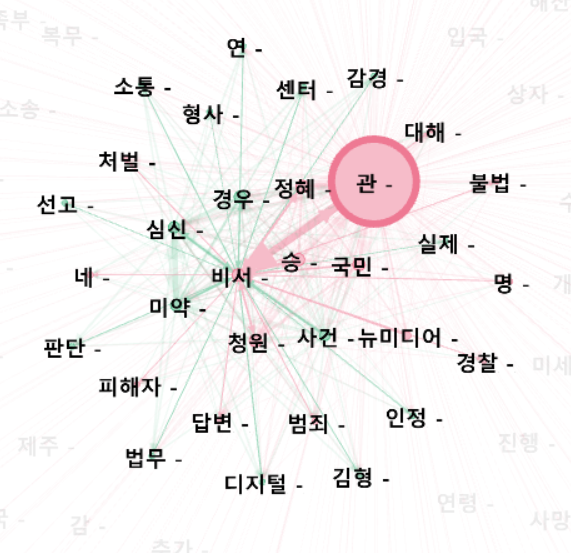 족부 -
복무 -
입국 -
연 -
소통 -
센터 -
감경 -
상자 -
소송 -
형사 -
대해 -
처벌 -
정혜 -
관 -
불법 -
경우 -
선고 -
심신 -
실제 -
승 -
국민 -
네 -
비서 -
명 -
미약 -
청원 -
사건 -
뉴미디어 -
판단 -
경찰 -
미세
피해자 -
답변 -
범죄 -
인정 -
제주 -
진행 -
법무 -
디지털 -
김형 -
연령 -
감 -
사망